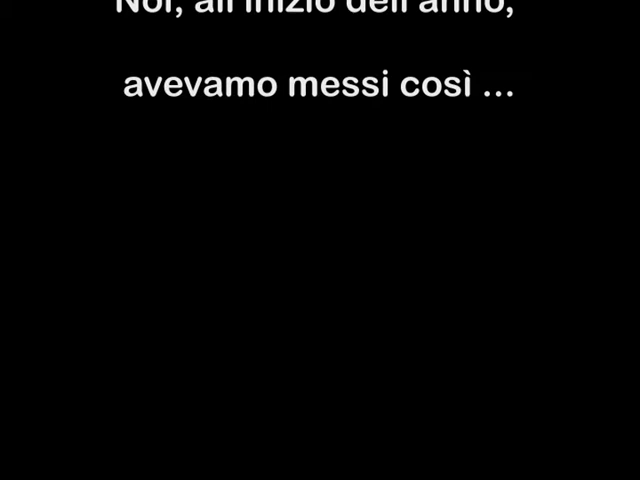 Noi, all'inizio dell'anno,
avevamo messi così ...